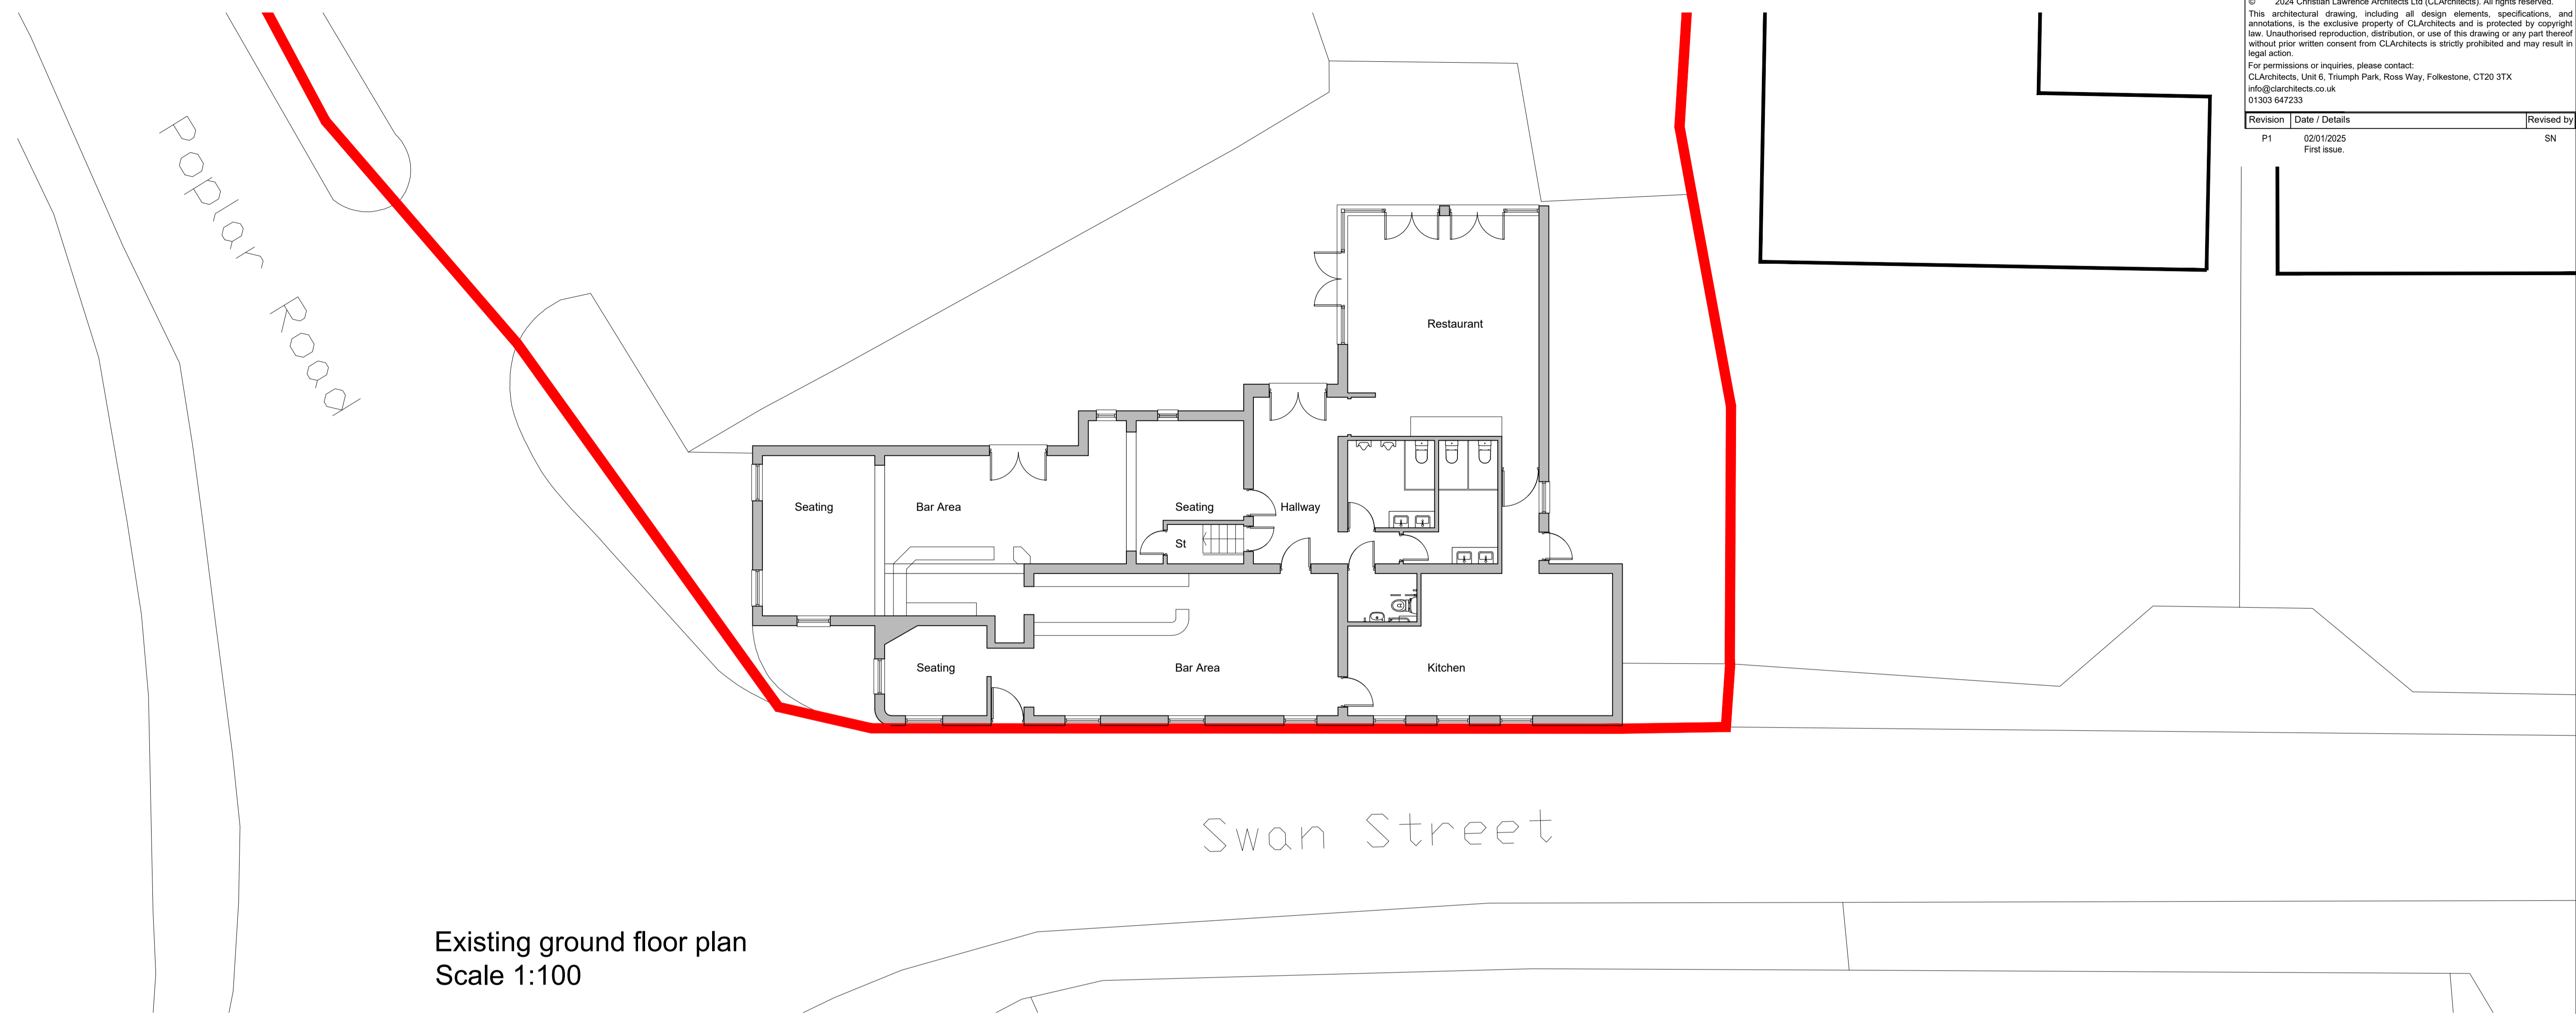 © 2024 Christian Lawrence Architects Ltd (CLArchitects). All rights reserved.
This architectural drawing, including all design elements, specifications, and
annotations, is the exclusive property of CLArchitects and is protected by copyright
law. Unauthorised reproduction, distribution, or use of this drawing or any part thereof
without prior written consent from CLArchitects is strictly prohibited and may result in
legal action.
For permissions or inquiries, please contact:
CLArchitects, Unit 6, Triumph Park, Ross Way, Folkestone, CT20 3TX
info@clarchitects.co.uk
01303 647233
Revision Date / Details Revised by
P1 02/01/2025 SN
First issue.
Poplar Road
Restaurant
Seating
Bar Area
Seating
Hallway
St
Seating
Bar Area
Kitchen
Swan Street
Existing ground floor plan
Scale 1:100